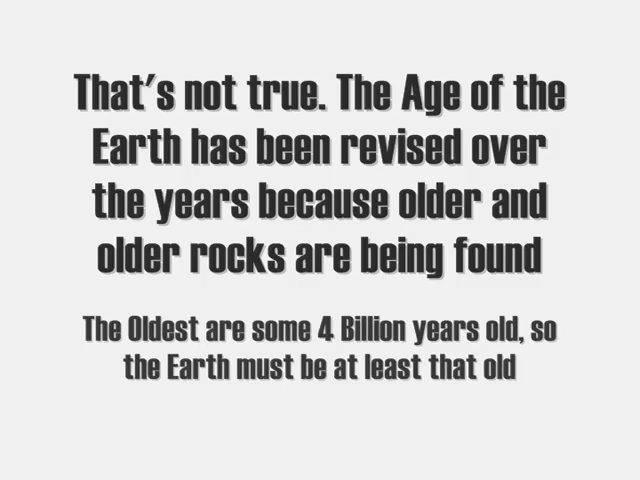 That's not true. The Age of the
Earth has been revised over
the years because older and
older rocks are being found
The Oldest are some 4 Billion years old, so
the Earth must be at least that old